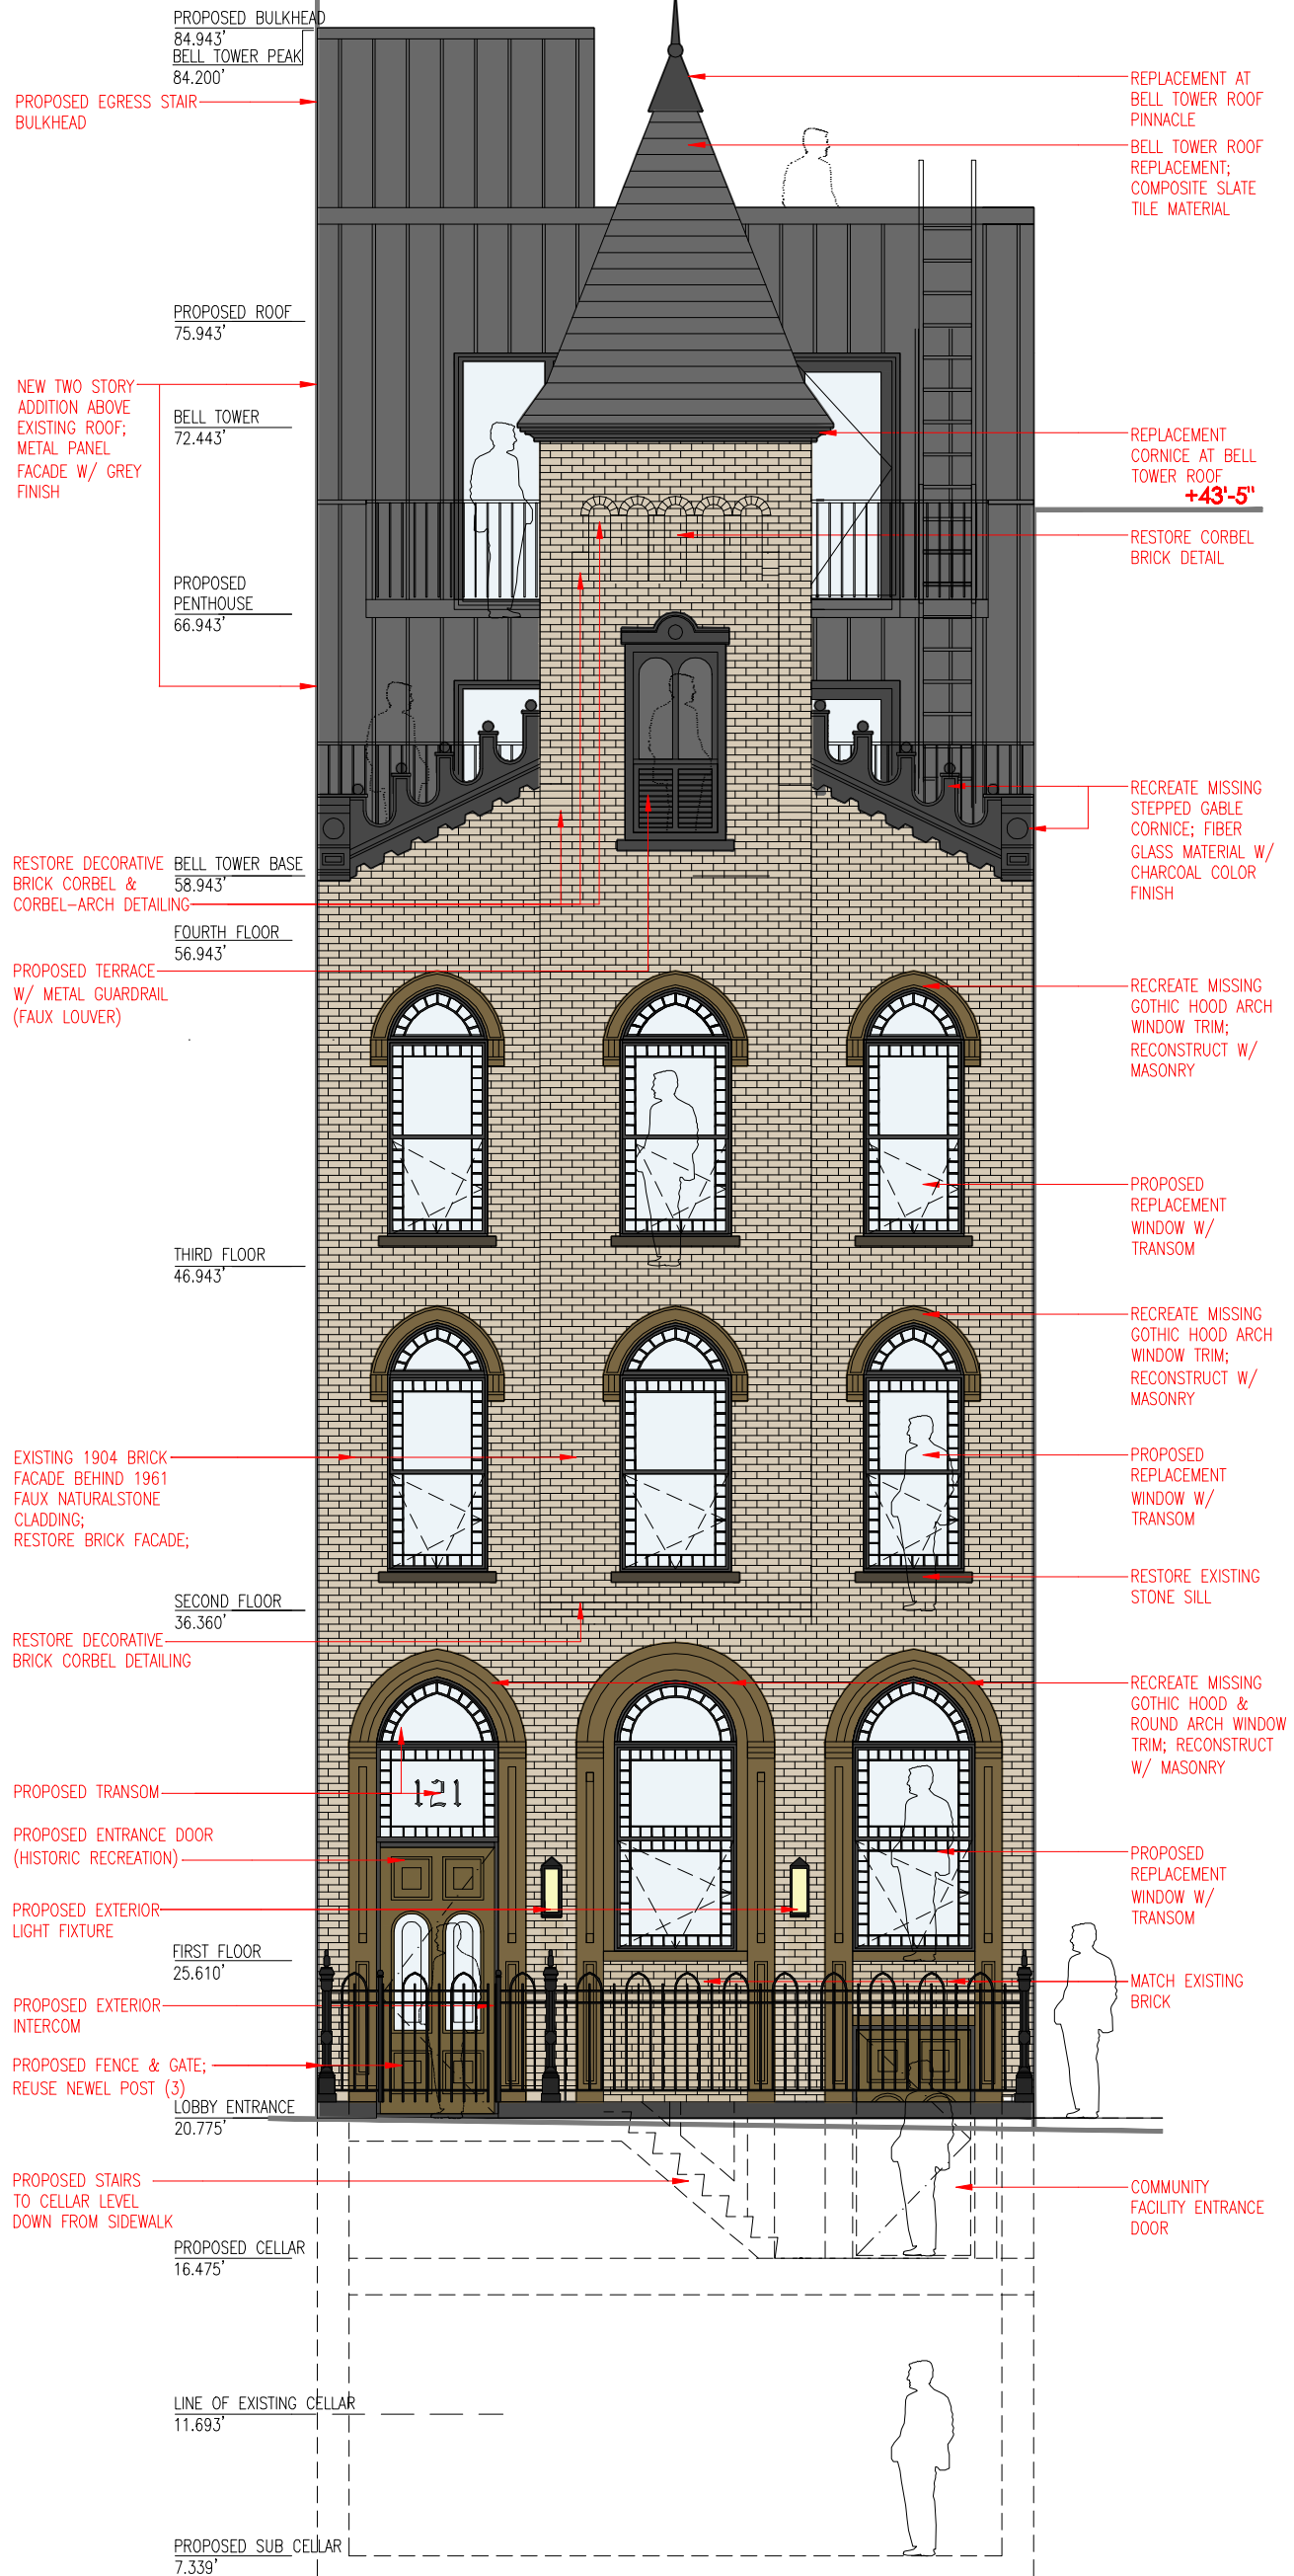 PROPOSED BULKHEAD
84.943'
BELL TOWER PEAK
84.200'
PROPOSED EGRESS STAIR
BULKHEAD
REPLACEMENT AT
BELL TOWER ROOF
PINNACLE
BELL TOWER ROOF
REPLACEMENT;
COMPOSITE SLATE
TILE MATERIAL
PROPOSED ROOF
75.943'
NEW TWO STORY
ADDITION ABOVE
EXISTING ROOF;
METAL PANEL
FACADE W/ GREY
FINISH
BELL TOWER
72.443'
REPLACEMENT
CORNICE AT BELL
TOWER ROOF
+43'-5"
RESTORE CORBEL
BRICK DETAIL
PROPOSED
PENTHOUSE
66.943'
RECREATE MISSING
STEPPED GABLE
CORNICE; FIBER
GLASS MATERIAL W/
CHARCOAL COLOR
FINISH
RESTORE DECORATIVE
BRICK CORBEL &
CORBEL-ARCH DETAILING
BELL TOWER BASE
58.943'
FOURTH FLOOR
56.943'
PROPOSED TERRACE
W/ METAL GUARDRAIL
(FAUX LOUVER)
RECREATE MISSING
GOTHIC HOOD ARCH
WINDOW TRIM;
RECONSTRUCT W/
MASONRY
PROPOSED
REPLACEMENT
WINDOW W/
TRANSOM
THIRD FLOOR
46.943'
RECREATE MISSING
GOTHIC HOOD ARCH
WINDOW TRIM;
RECONSTRUCT W/
MASONRY
EXISTING 1904 BRICK
FACADE BEHIND 1961
FAUX NATURALSTONE
CLADDING;
RESTORE BRICK FACADE;
PROPOSED
REPLACEMENT
WINDOW W/
TRANSOM
RESTORE EXISTING
STONE SILL
SECOND FLOOR
36.360'
RESTORE DECORATIVE
BRICK CORBEL DETAILING
RECREATE MISSING
GOTHIC HOOD &
ROUND ARCH WINDOW
TRIM; RECONSTRUCT
W/ MASONRY
PROPOSED TRANSOM
121
PROPOSED ENTRANCE DOOR
(HISTORIC RECREATION)
PROPOSED
REPLACEMENT
WINDOW W/
TRANSOM
PROPOSED EXTERIOR
LIGHT FIXTURE
FIRST FLOOR
25.610'
MATCH EXISTING
BRICK
PROPOSED EXTERIOR
INTERCOM
PROPOSED FENCE & GATE;
REUSE NEWEL POST (3)
LOBBY ENTRANCE
20.775'
PROPOSED STAIRS
TO CELLAR LEVEL
DOWN FROM SIDEWALK
COMMUNITY
FACILITY ENTRANCE
DOOR
PROPOSED CELLAR
16.475'
LINE OF EXISTING CELLAR
11.693'
PROPOSED SUB CELLAR
7.339'